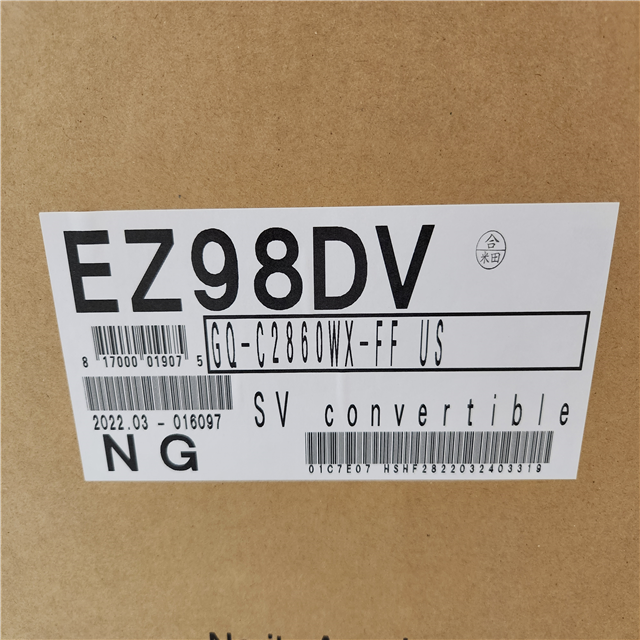 EZ98DV
合
米田
GQ-C2860WX-FF US
8 17000 01907 5
2022.03 - 016097
SV convertible
NG
01C7E07 HSHF2822032403319